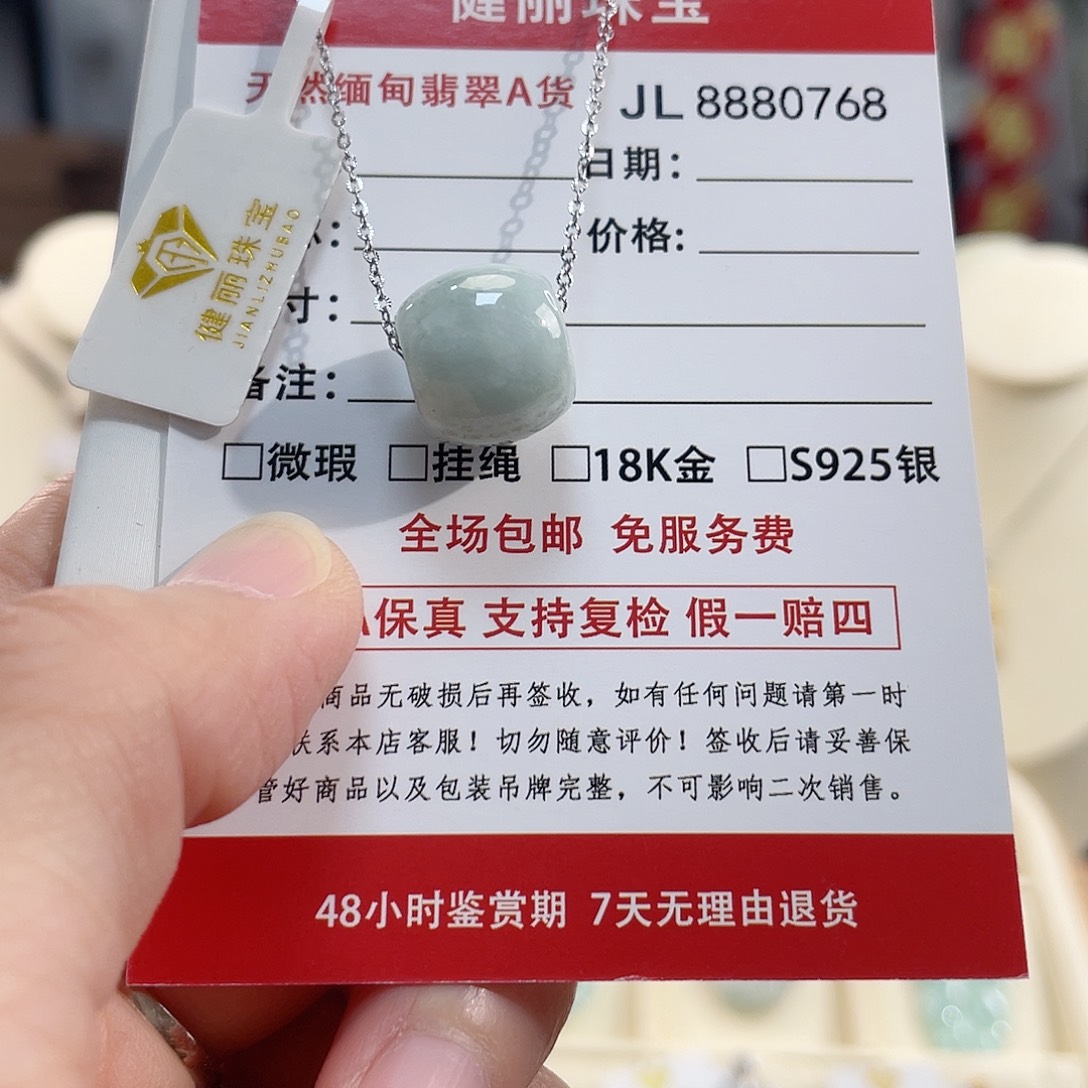 健丽珠宝
天然缅甸翡翠A货
JL 8880768
日期：
价格:
寸：
备注：
健丽珠宝
JIANLIZHUBAO
□微瑕 □挂绳 □18K金 □S925银
全场包邮 免服务费
A保真 支持复检 假一赔四
商品无破损后再签收，如有任何问题请第一时
联系本店客服！切勿随意评价！签收后请妥善保
管好商品以及包装吊牌完整，不可影响二次销售。
48小时鉴赏期 7天无理由退货